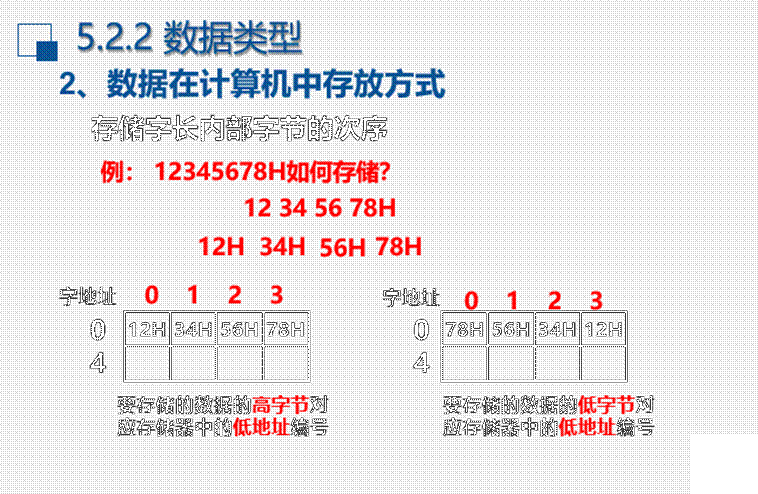 5.2.2 数据类型
2、数据在计算机中存放方式
存储字长内部字节的次序
例： 12345678H如何存储?
12 34 56 78H
12H 34H 56H 78H
字地址 0 1 2 3
0 12H 34H 56H 78H
4
要存储的数据的高字节对
应存储器中的低地址编号
字地址 0 1 2 3
0 78H 56H 34H 12H
4
要存储的数据的低字节对
应存储器中的低地址编号